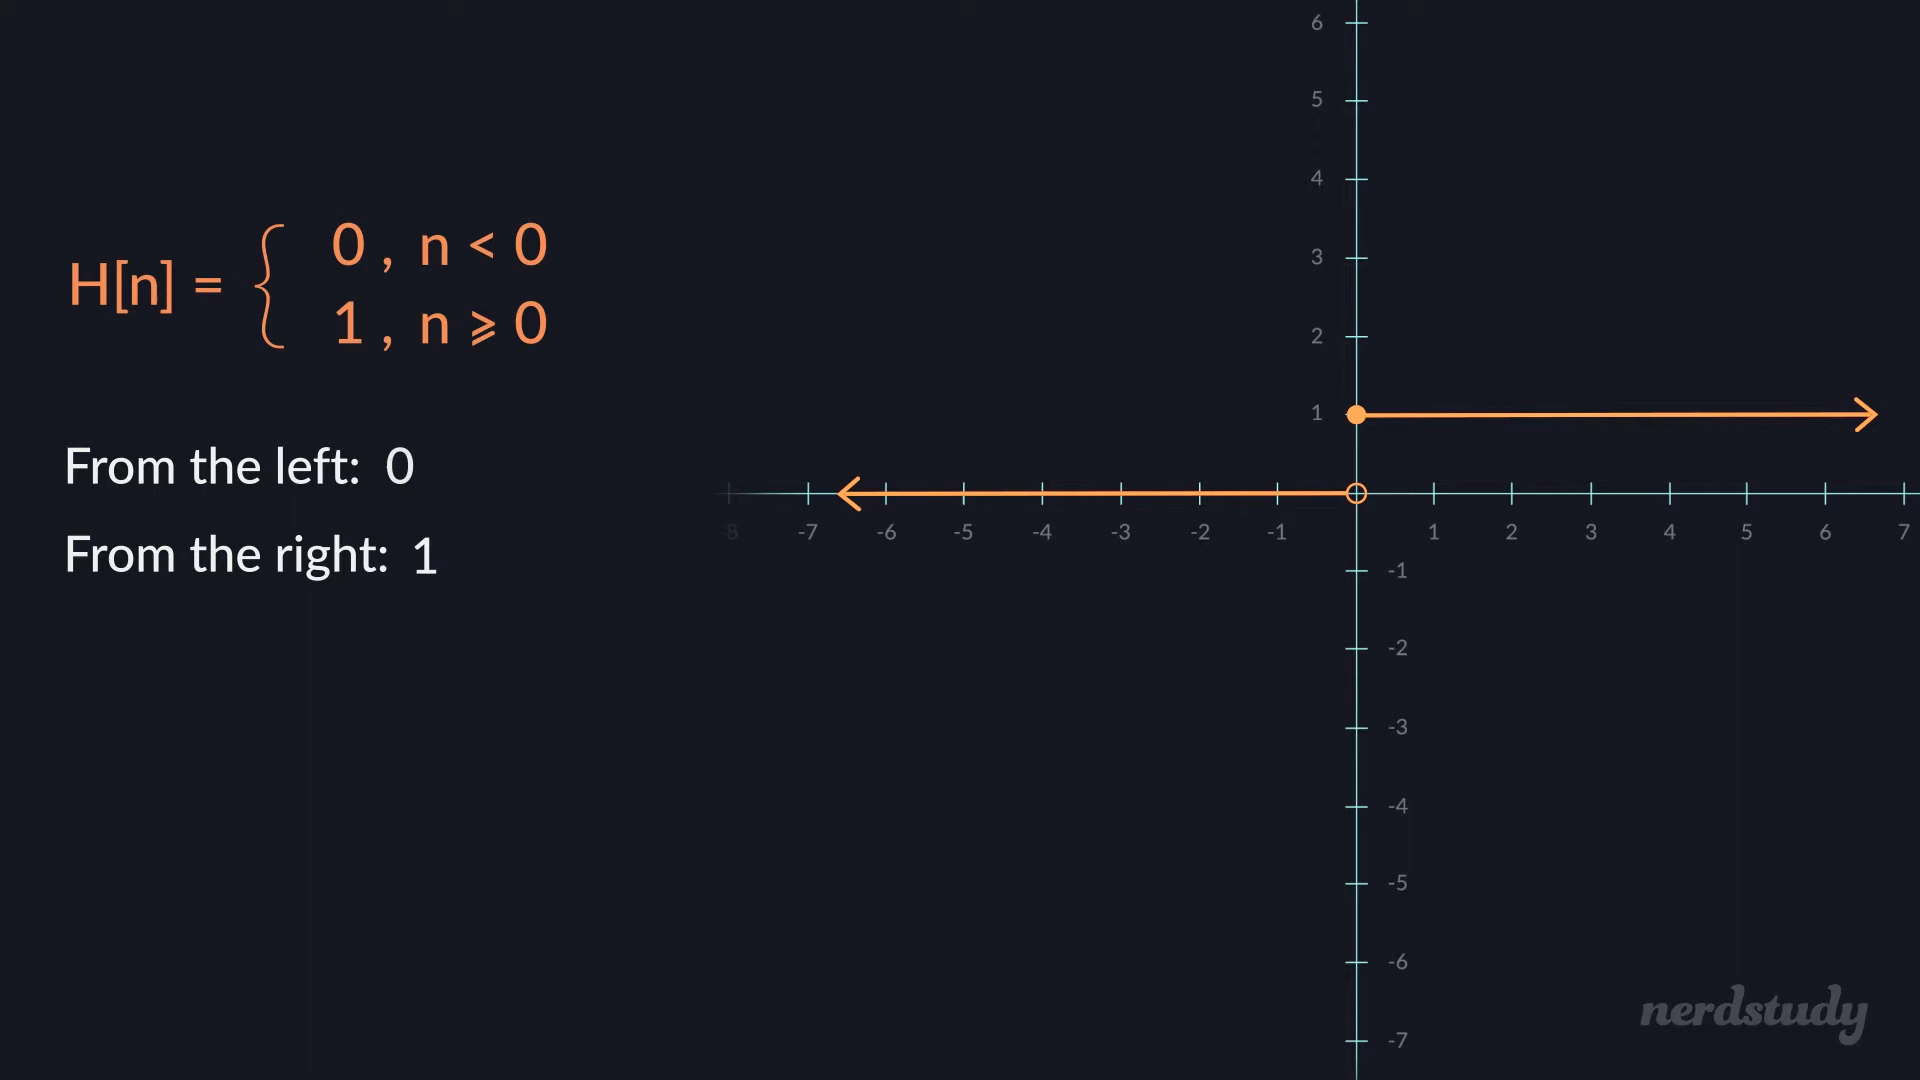 H[n] = { 0 , n < 0
1 , n ⩾ 0
From the left: 0
From the right: 1
6
5
4
3
2
1
-8 -7 -6 -5 -4 -3 -2 -1 1 2 3 4 5 6 7
-1
-2
-3
-4
-5
-6
-7
nerdstudy